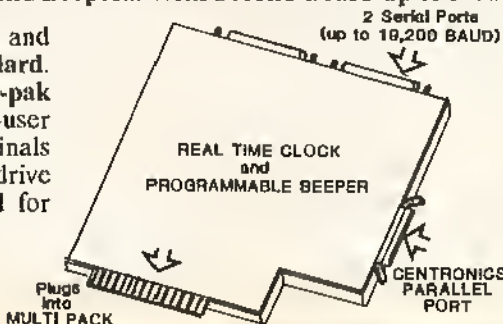 2 Serial Ports
(up to 19,200 BAUD)
and
dard.
-pak
-user
inals
drive
d for
REAL TIME CLOCK
and
PROGRAMMABLE BEEPER
CENTRONICS
PARALLEL
PORT
Plugs
into
MULTI PACK